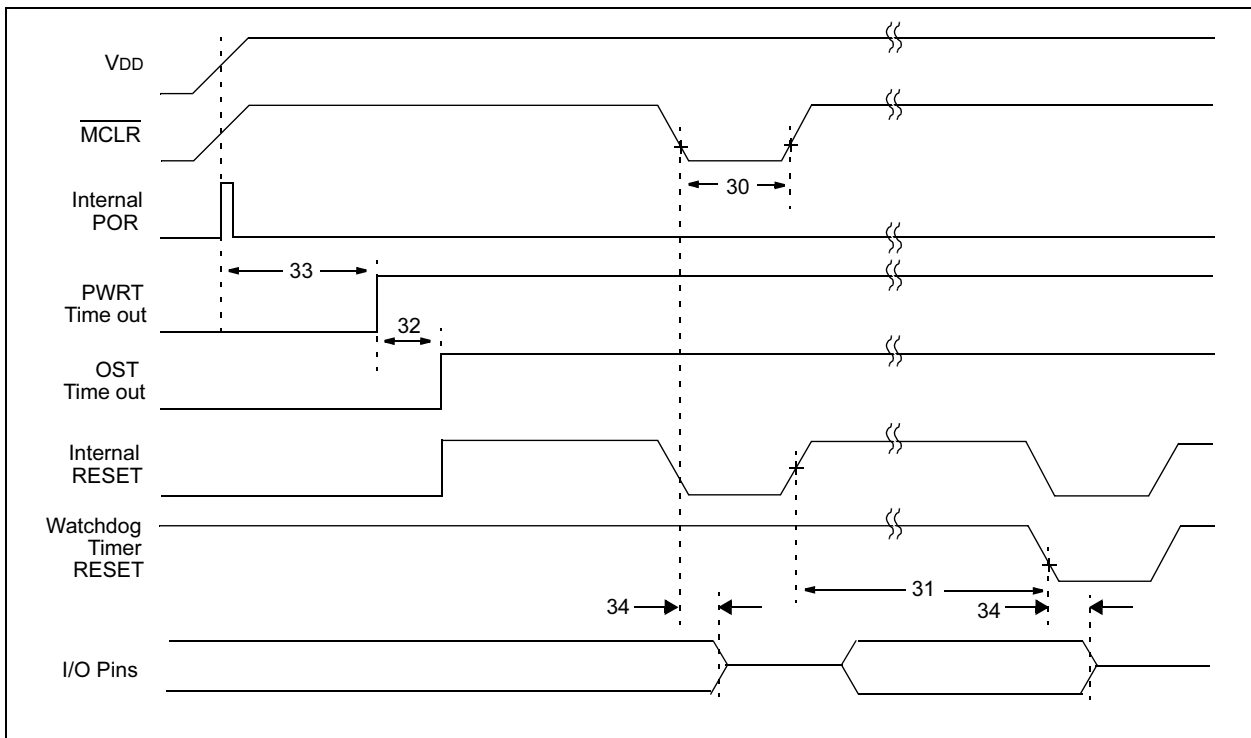 VDD
MCLR
30
Internal
POR
33
PWRT
Time out
32
OST
Time out
Internal
RESET
Watchdog
Timer
RESET
31
34
34
I/O Pins